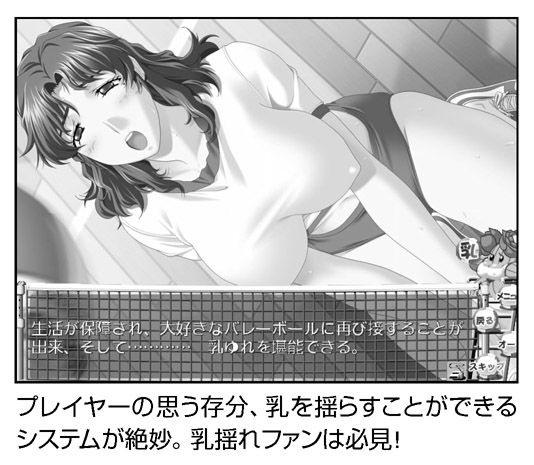 乳
生活が保障され、大好きなバレーボールに再び接することが
出来、そして…………　乳ゆれを堪能できる。
戻る
オー
スキップ
プレイヤーの思う存分、乳を揺らすことができる
システムが絶妙。乳揺れファンは必見!